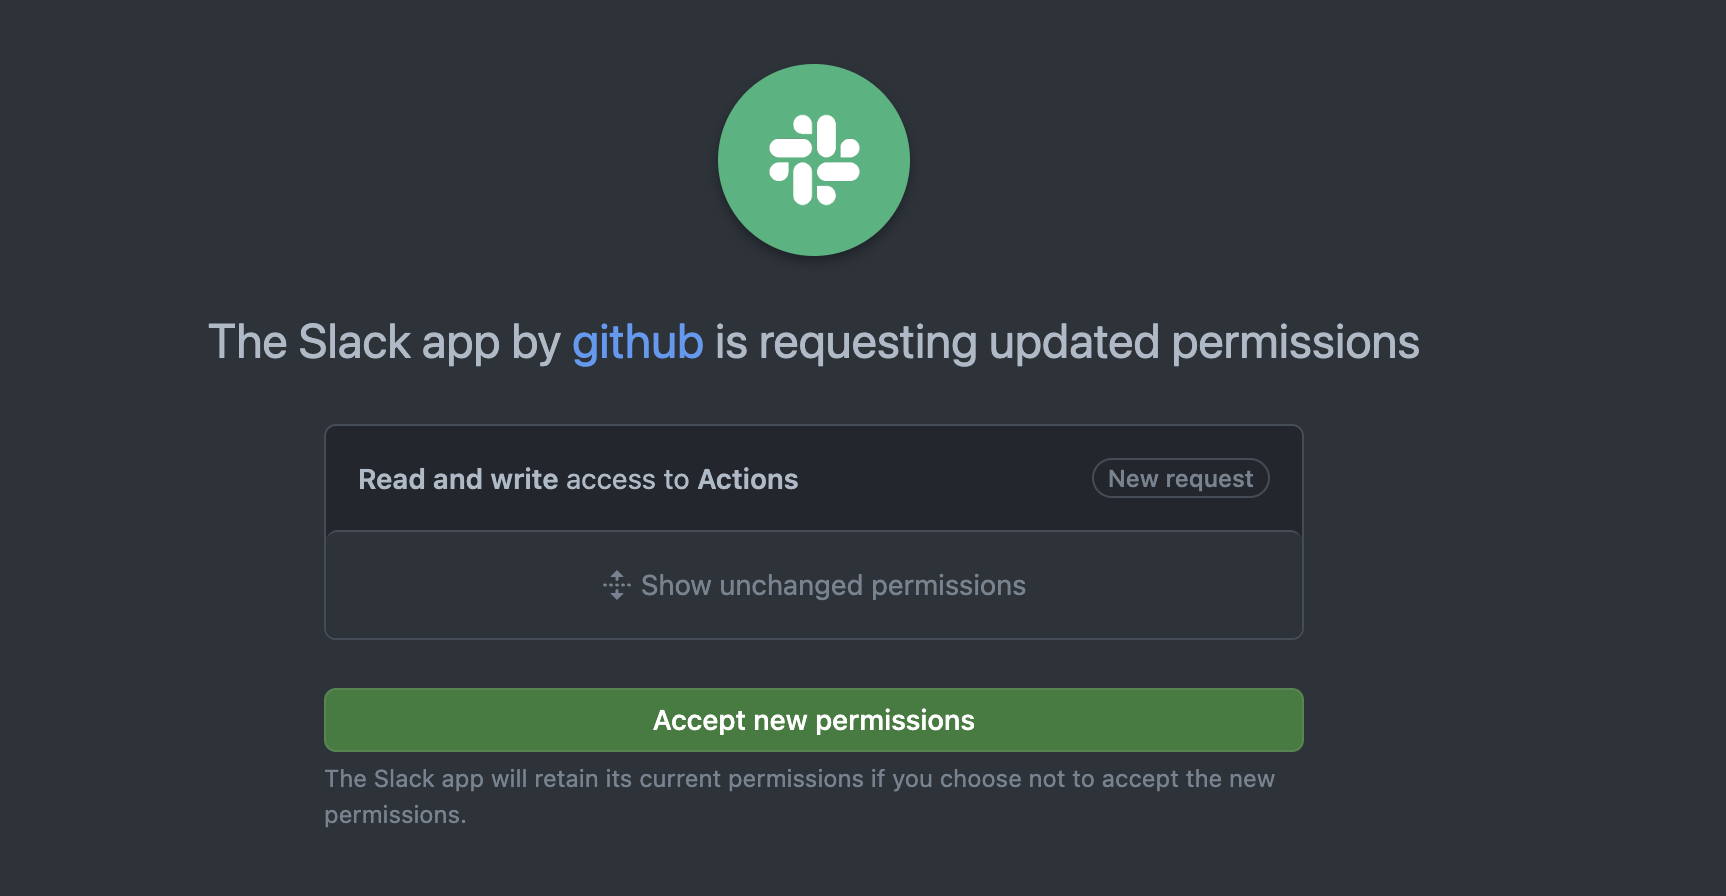 The Slack app by github is requesting updated permissions
Read and write access to Actions
New request
Show unchanged permissions
Accept new permissions
The Slack app will retain its current permissions if you choose not to accept the new
permissions.